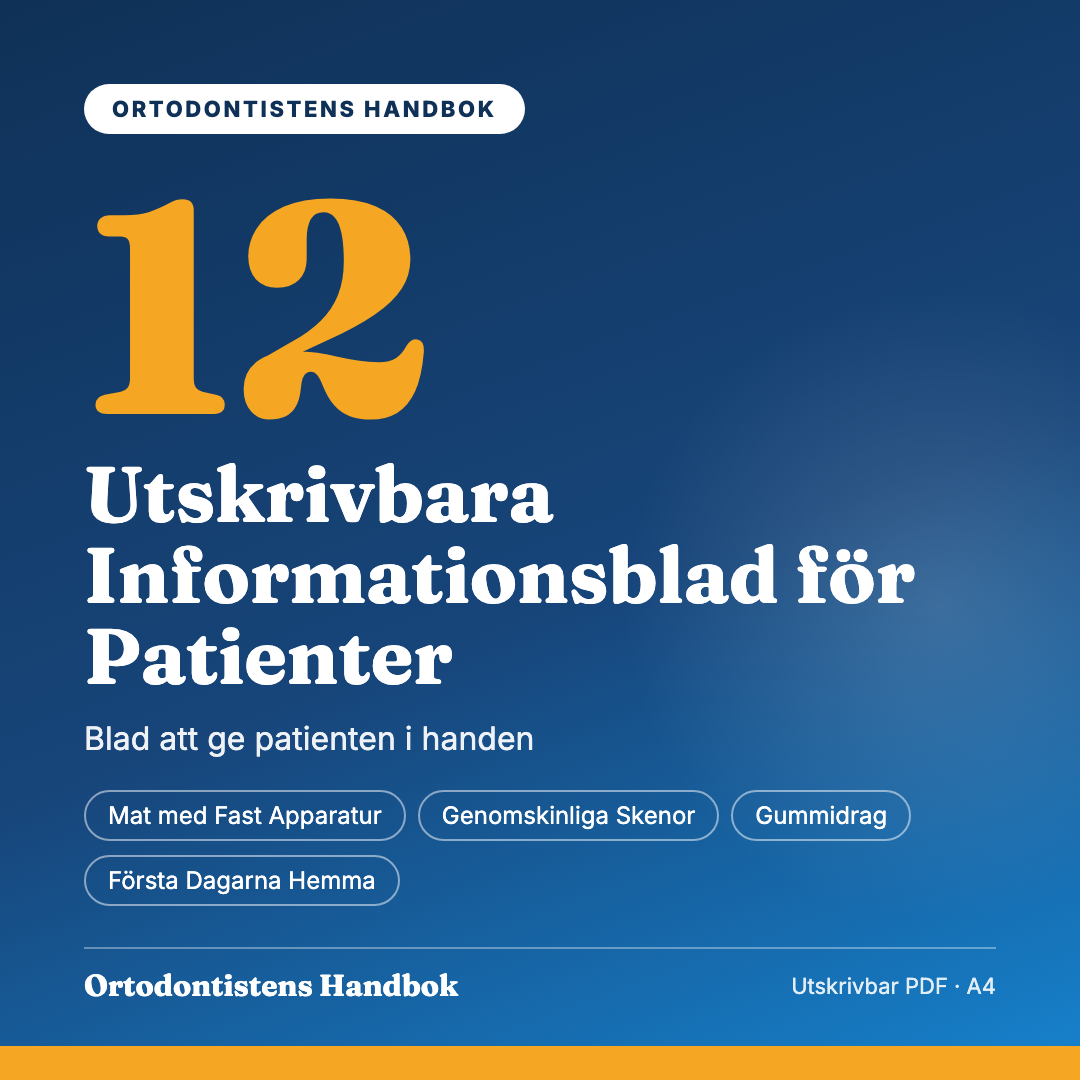 ORTODONTISTENS HANDBOK
12
Utskrivbara
Informationsblad för
Patienter
Blad att ge patienten i handen
Mat med Fast Apparatur
Genomskinliga Skenor
Gummidrag
Första Dagarna Hemma
Ortodontistens Handbok
Utskrivbar PDF · A4